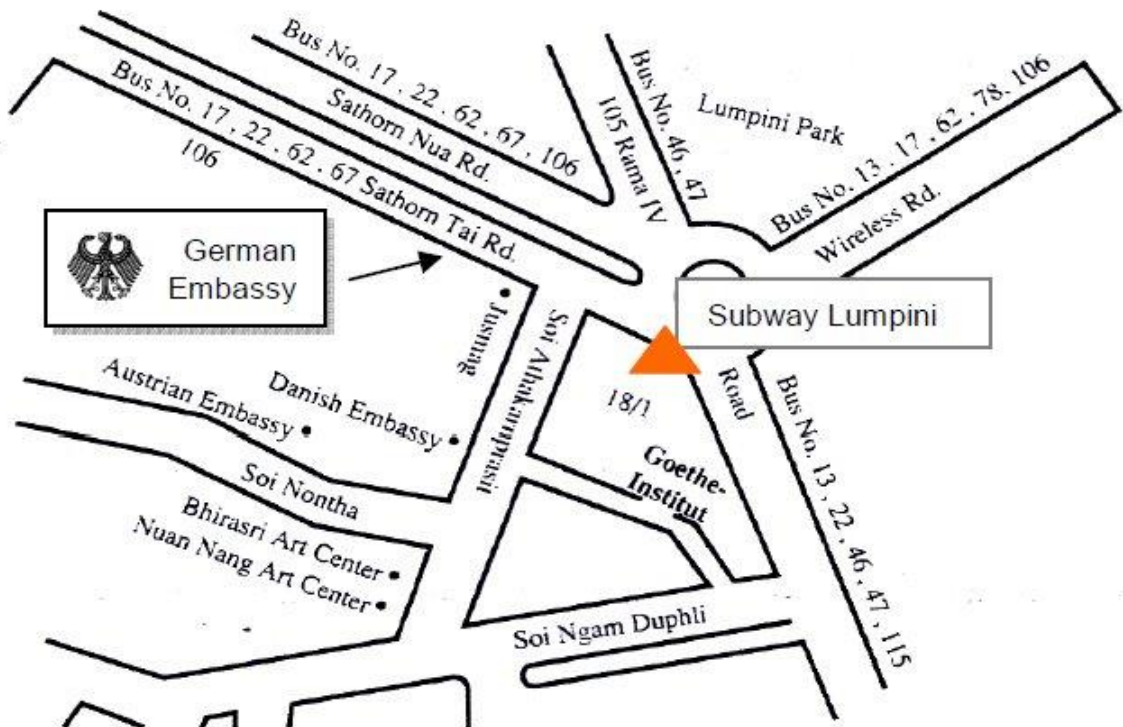 Bus No. 17 , 22 , 62 , 67 , 106
Sathorn Nua Rd.
Bus No. 17 , 22 , 62 , 67 Sathorn Tai Rd.
106
105 Rama IV
Bus No. 46 , 47
Lumpini Park
Bus No. 13 , 17 , 62 , 78, 106
Wireless Rd.
German
Embassy
Subway Lumpini
Jusmag
Soi Athakarnprasit
18/1
Road
Bus No. 13 , 22 , 46 , 47 , 115
Austrian Embassy
Danish Embassy
Goethe-
Institut
Soi Nontha
Bhirasri Art Center
Nuan Nang Art Center
Soi Ngam Duphli